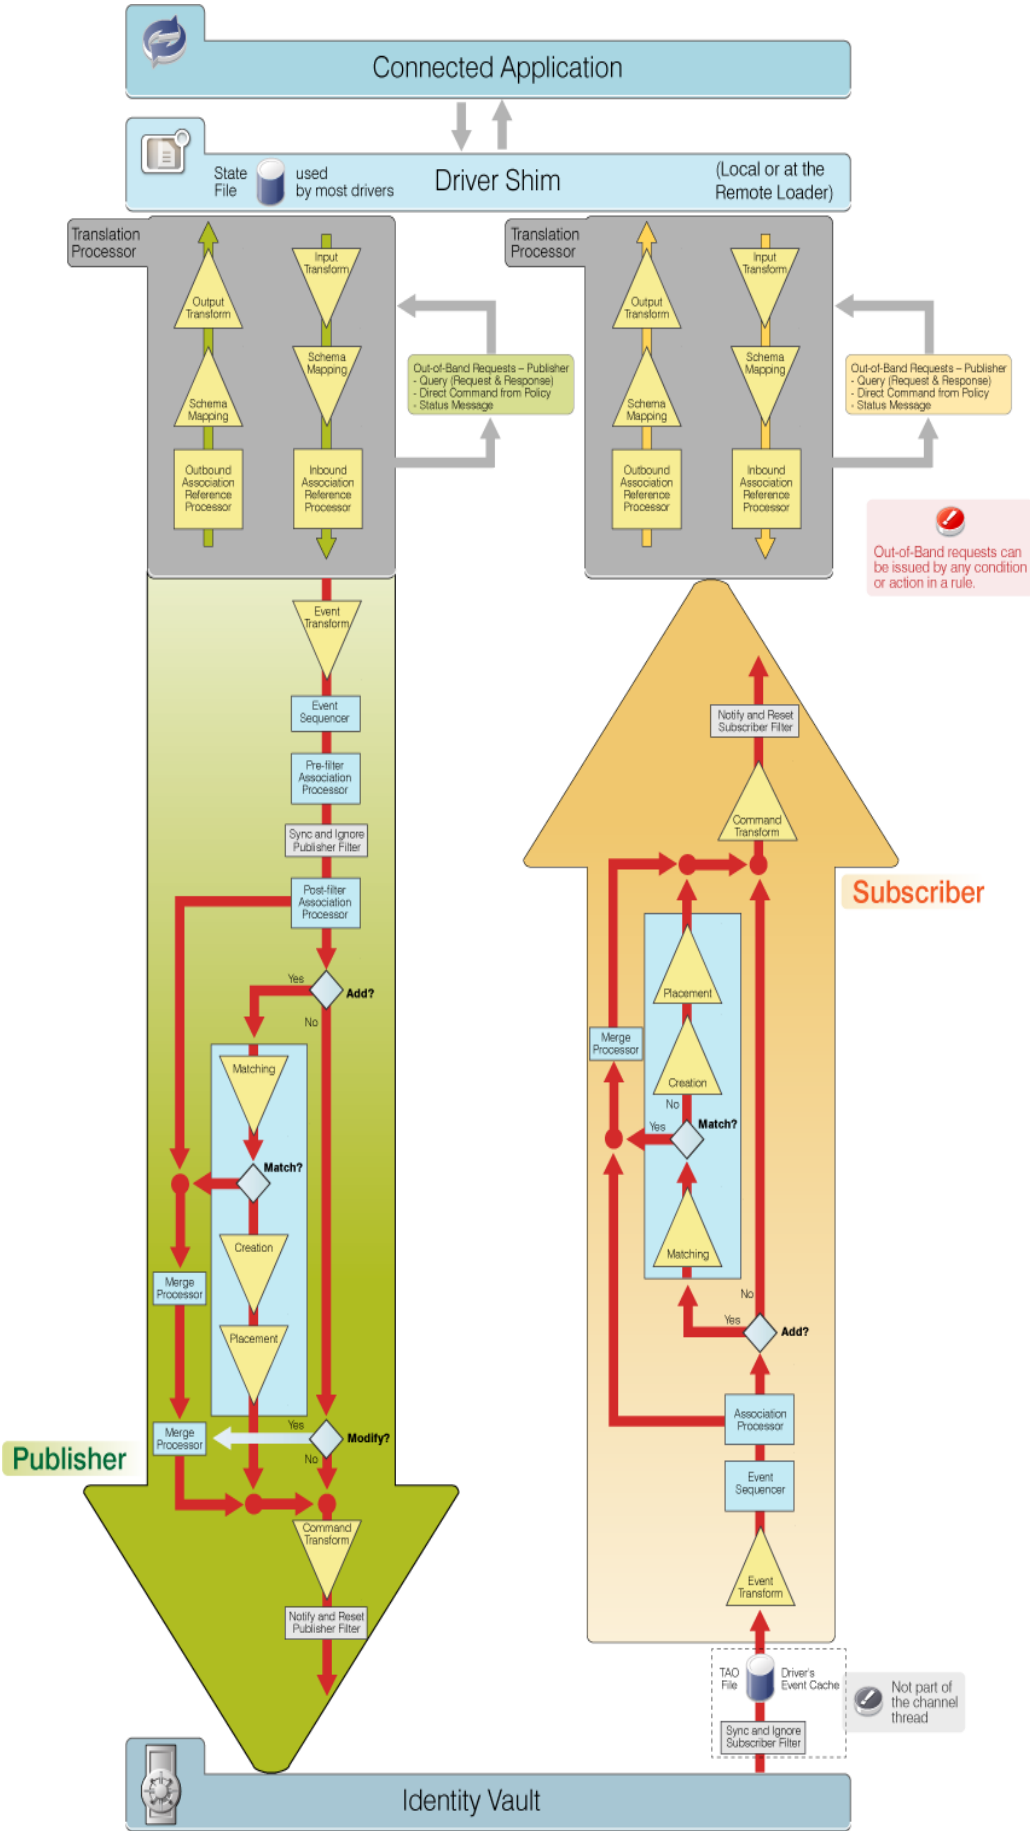 Connected Application
State
File
used
by most drivers
Driver Shim
(Local or at the
Remote Loader)
Translation
Processor
Output
Transform
Input
Transform
Schema
Mapping
Schema
Mapping
Outbound
Association
Reference
Processor
Inbound
Association
Reference
Processor
Out-of-Band Requests – Publisher
- Query (Request & Response)
- Direct Command from Policy
- Status Message
Translation
Processor
Output
Transform
Input
Transform
Schema
Mapping
Schema
Mapping
Outbound
Association
Reference
Processor
Inbound
Association
Reference
Processor
Out-of-Band Requests – Publisher
- Query (Request & Response)
- Direct Command from Policy
- Status Message
Out-of-Band requests can
be issued by any condition
or action in a rule.
Event
Transform
Event
Sequencer
Pre-filter
Association
Processor
Sync and Ignore
Publisher Filter
Post-filter
Association
Processor
Yes
Add?
No
Matching
Match?
Creation
Merge
Processor
Placement
Merge
Processor
Yes
Modify?
No
Publisher
Command
Transform
Notify and Reset
Publisher Filter
Notify and Reset
Subscriber Filter
Command
Transform
Subscriber
Placement
Merge
Processor
Creation
No
Yes
Match?
Matching
No
Yes
Add?
Association
Processor
Event
Sequencer
Event
Transform
TAO
File
Driver's
Event Cache
Not part of
the channel
thread
Sync and Ignore
Subscriber Filter
Identity Vault